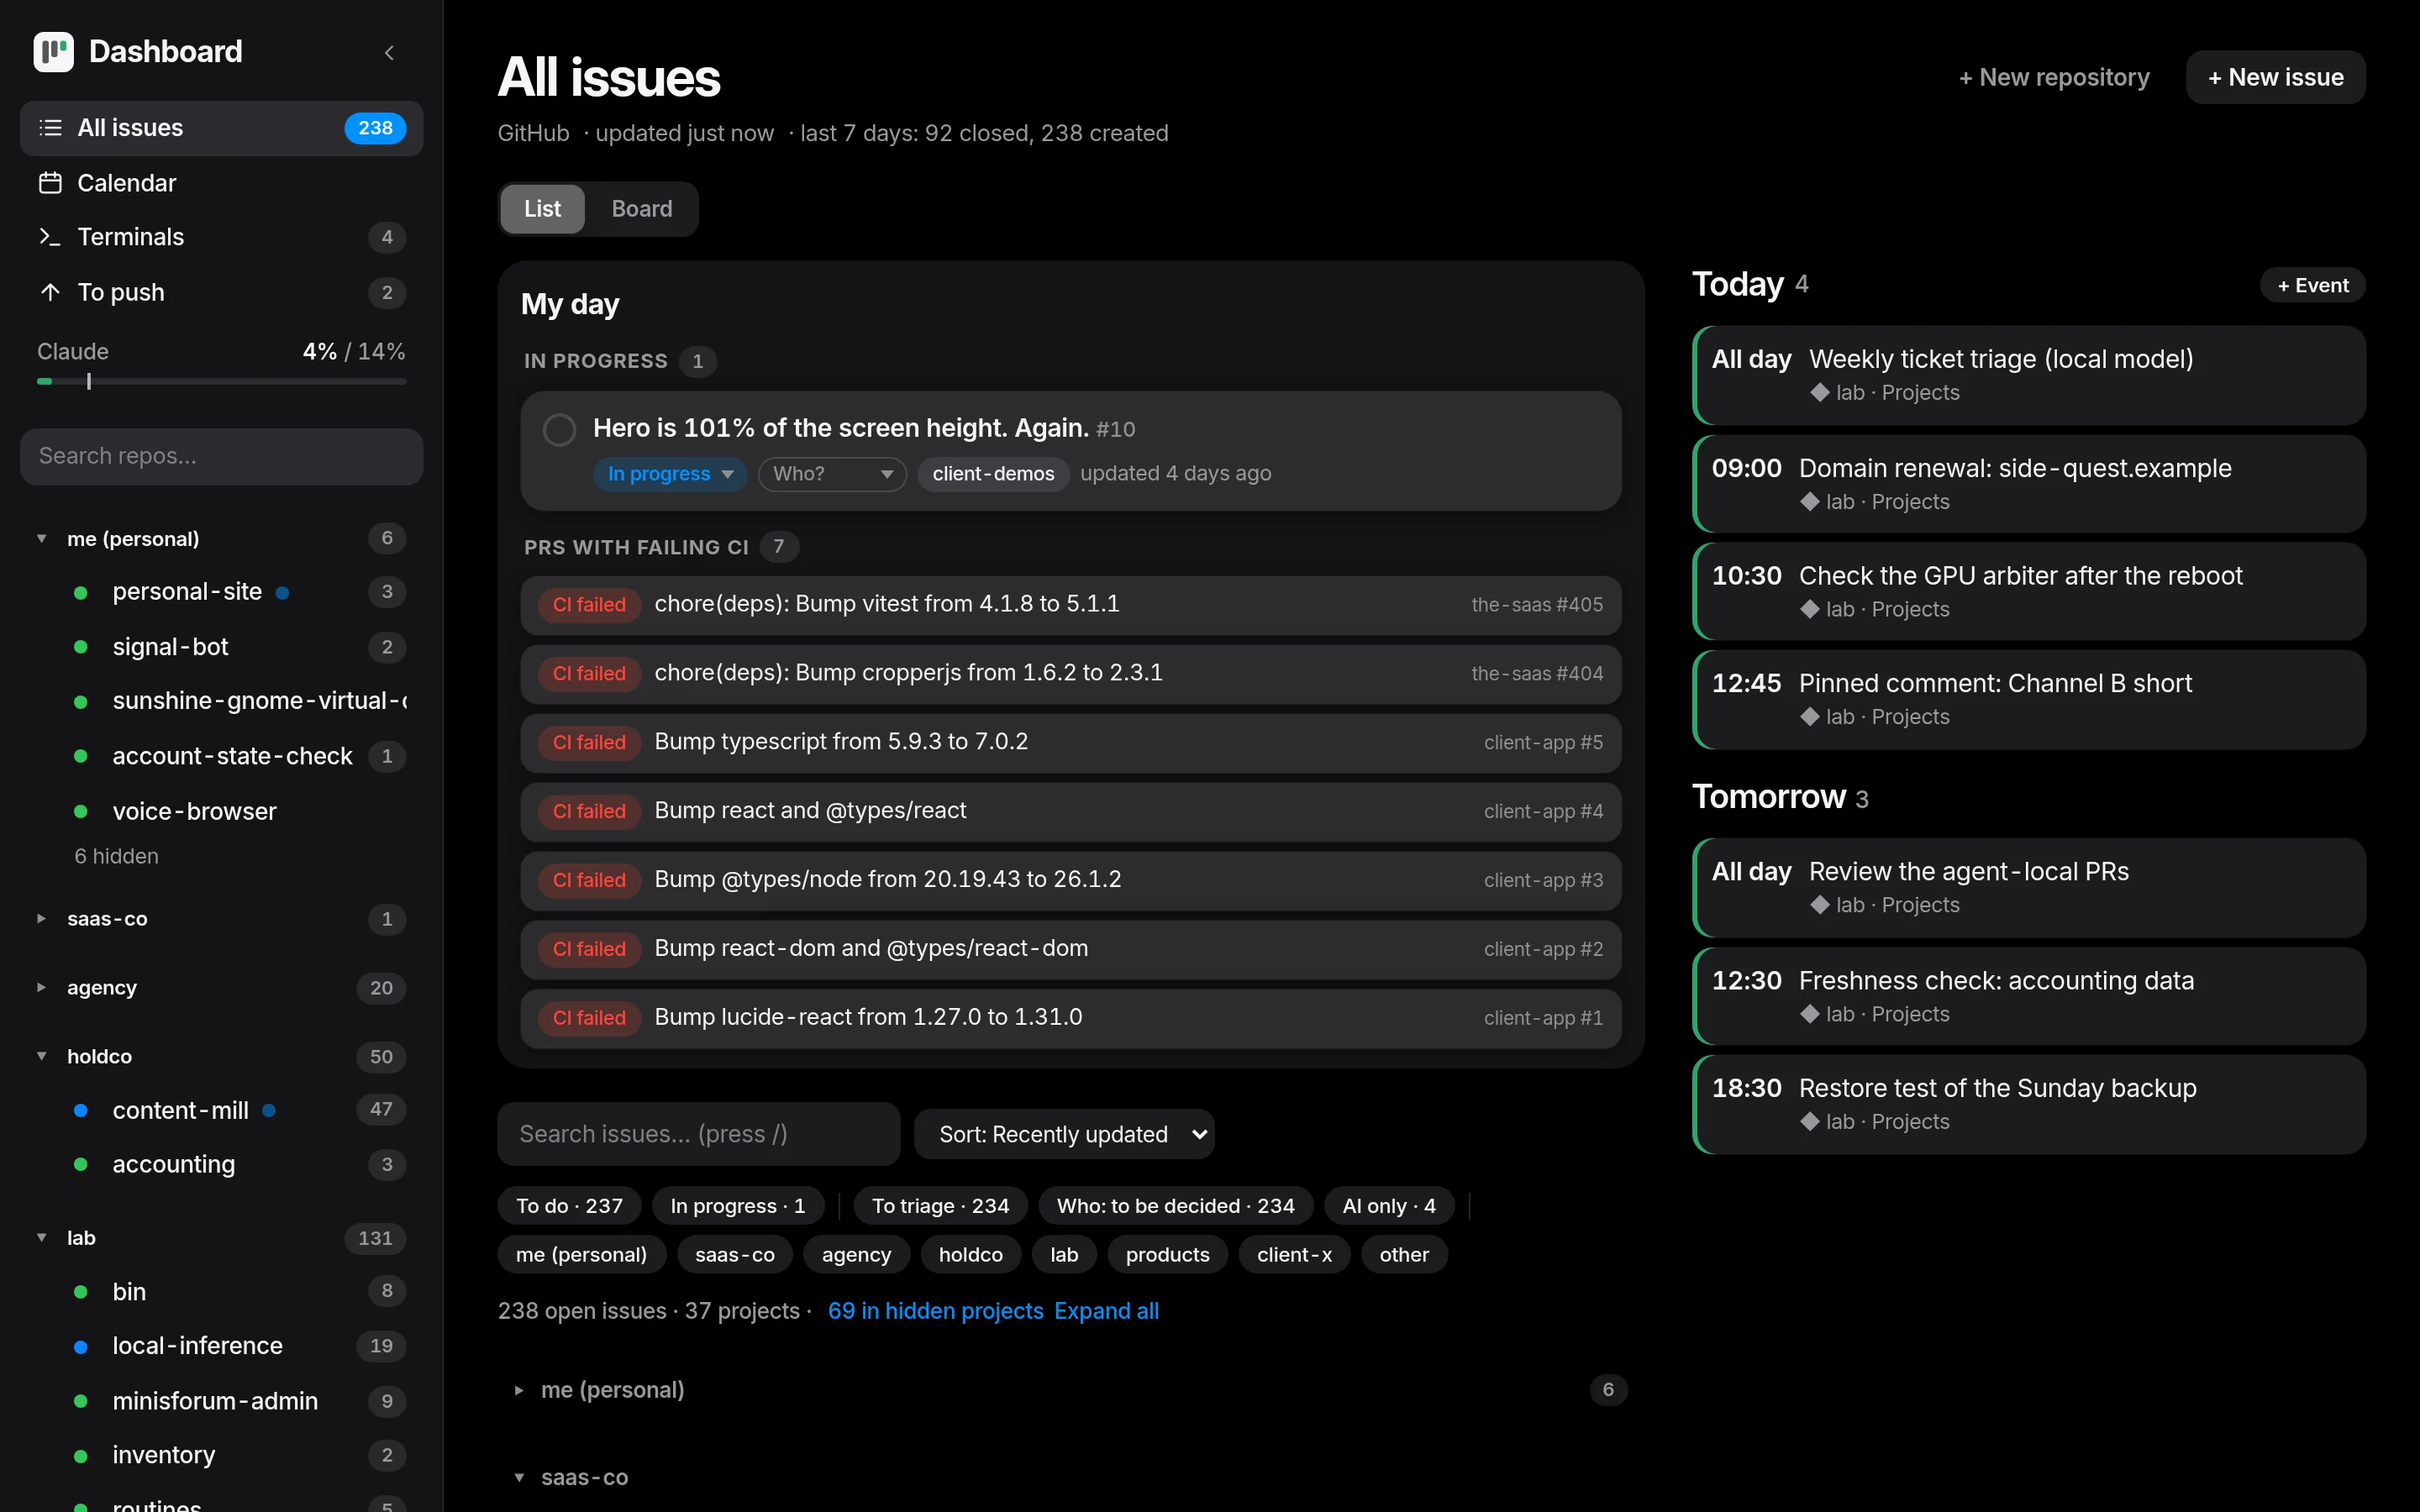 Dashboard
All issues 238
Calendar
Terminals 4
To push 2
Claude 4% / 14%
Search repos...
me (personal) 6
personal-site 3
signal-bot 2
sunshine-gnome-virtual-
account-state-check 1
voice-browser
6 hidden
saas-co 1
agency 20
holdco 50
content-mill 47
accounting 3
lab 131
bin 8
local-inference 19
minisforum-admin 9
inventory 2
routines 5
All issues
+ New repository
+ New issue
GitHub · updated just now · last 7 days: 92 closed, 238 created
List Board
My day
IN PROGRESS 1
Hero is 101% of the screen height. Again. #10
In progress Who? client-demos updated 4 days ago
PRS WITH FAILING CI 7
CI failed chore(deps): Bump vitest from 4.1.8 to 5.1.1 the-saas #405
CI failed chore(deps): Bump cropperjs from 1.6.2 to 2.3.1 the-saas #404
CI failed Bump typescript from 5.9.3 to 7.0.2 client-app #5
CI failed Bump react and @types/react client-app #4
CI failed Bump @types/node from 20.19.43 to 26.1.2 client-app #3
CI failed Bump react-dom and @types/react-dom client-app #2
CI failed Bump lucide-react from 1.27.0 to 1.31.0 client-app #1
Search issues... (press /)
Sort: Recently updated
To do · 237 In progress · 1 To triage · 234 Who: to be decided · 234 AI only · 4
me (personal) saas-co agency holdco lab products client-x other
238 open issues · 37 projects · 69 in hidden projects Expand all
me (personal) 6
saas-co
Today 4
+ Event
All day Weekly ticket triage (local model)
lab · Projects
09:00 Domain renewal: side-quest.example
lab · Projects
10:30 Check the GPU arbiter after the reboot
lab · Projects
12:45 Pinned comment: Channel B short
lab · Projects
Tomorrow 3
All day Review the agent-local PRs
lab · Projects
12:30 Freshness check: accounting data
lab · Projects
18:30 Restore test of the Sunday backup
lab · Projects